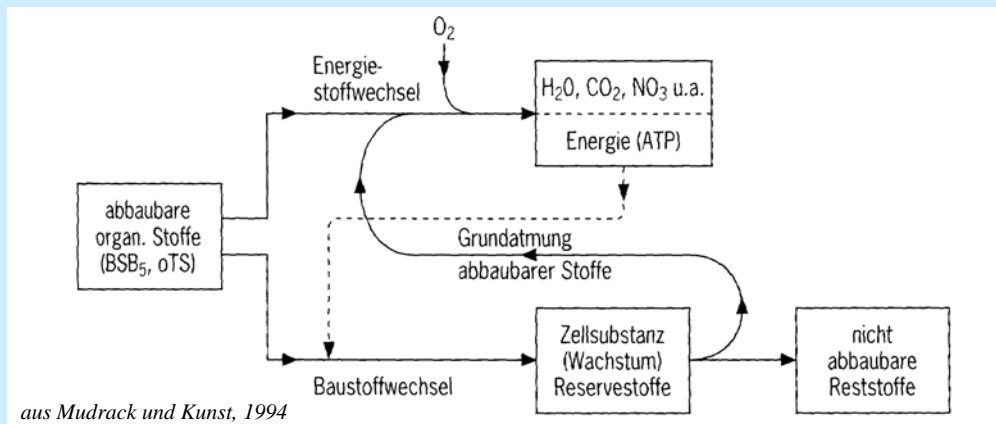 O₂
Energie-
stoffwechsel
H₂O, CO₂, NO₃ u.a.
Energie (ATP)
abbaubare
organ. Stoffe
(BSB₅, oTS)
Grundatmung
abbaubarer Stoffe
Zellsubstanz
(Wachstum)
Reservestoffe
nicht
abbaubare
Reststoffe
Baustoffwechsel
aus Mudrack und Kunst, 1994